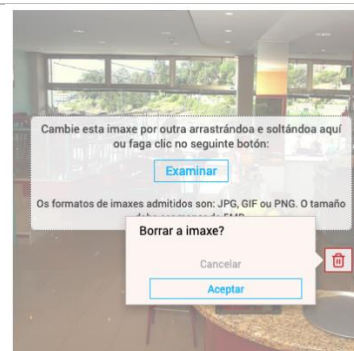 Cambie esta imaxe por outra arrastrándoa e soltándoa aquí
ou faga clic no seguinte botón:
Examinar
Os formatos de imaxes admitidos son: JPG, GIF ou PNG. O tamaño
Borrar a imaxe?
Cancelar
Aceptar